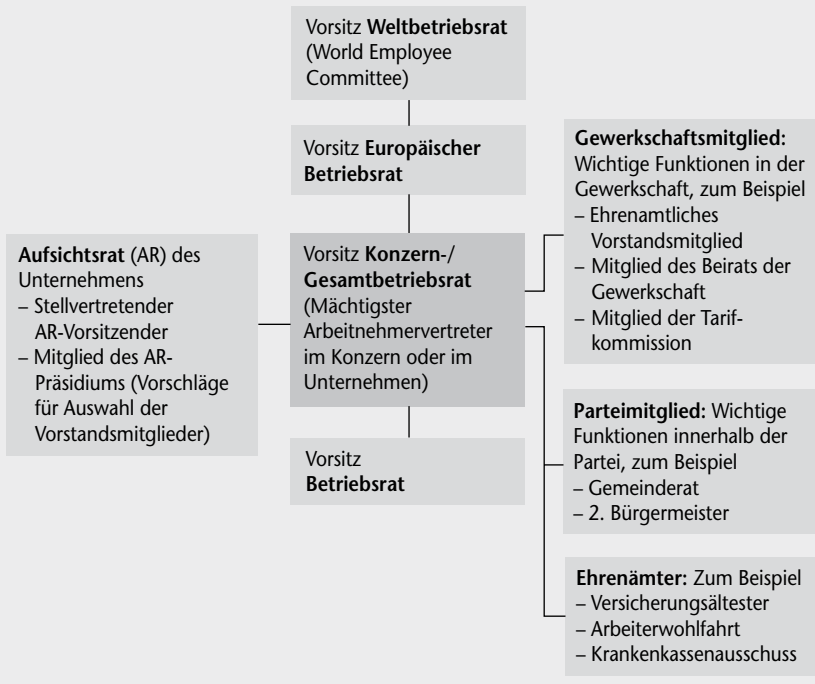 Vorsitz Weltbetriebsrat
(World Employee
Committee)
Vorsitz Europäischer
Betriebsrat
Aufsichtsrat (AR) des
Unternehmens
– Stellvertretender
AR-Vorsitzender
– Mitglied des AR-
Präsidiums (Vorschläge
für Auswahl der
Vorstandsmitglieder)
Vorsitz Konzern-/
Gesamtbetriebsrat
(Mächtigster
Arbeitnehmervertreter
im Konzern oder im
Unternehmen)
Vorsitz
Betriebsrat
Gewerkschaftsmitglied:
Wichtige Funktionen in der
Gewerkschaft, zum Beispiel
– Ehrenamtliches
Vorstandsmitglied
– Mitglied des Beirats der
Gewerkschaft
– Mitglied der Tarif-
kommission
Parteimitglied: Wichtige
Funktionen innerhalb der
Partei, zum Beispiel
– Gemeinderat
– 2. Bürgermeister
Ehrenämter: Zum Beispiel
– Versicherungsältester
– Arbeiterwohlfahrt
– Krankenkassenausschuss